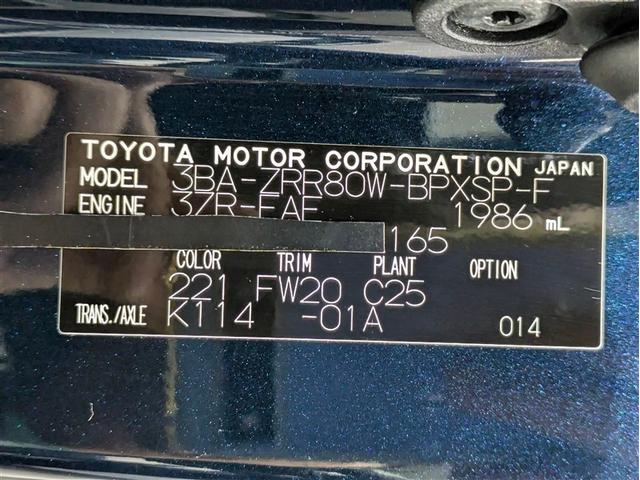 TOYOTA MOTOR CORPORATION JAPAN
MODEL 3BA-ZRR80W-BPXSP-F
ENGINE 3ZR-FAE 1986 mL
165
COLOR TRIM PLANT OPTION
221 FW20 C25
TRANS./AXLE K114 -01A 014